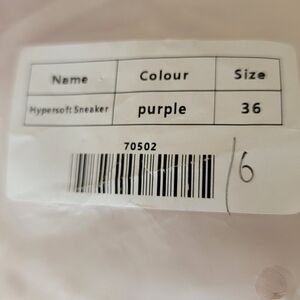 Name Colour Size
Hypersoft Sneaker purple 36
70502
/6